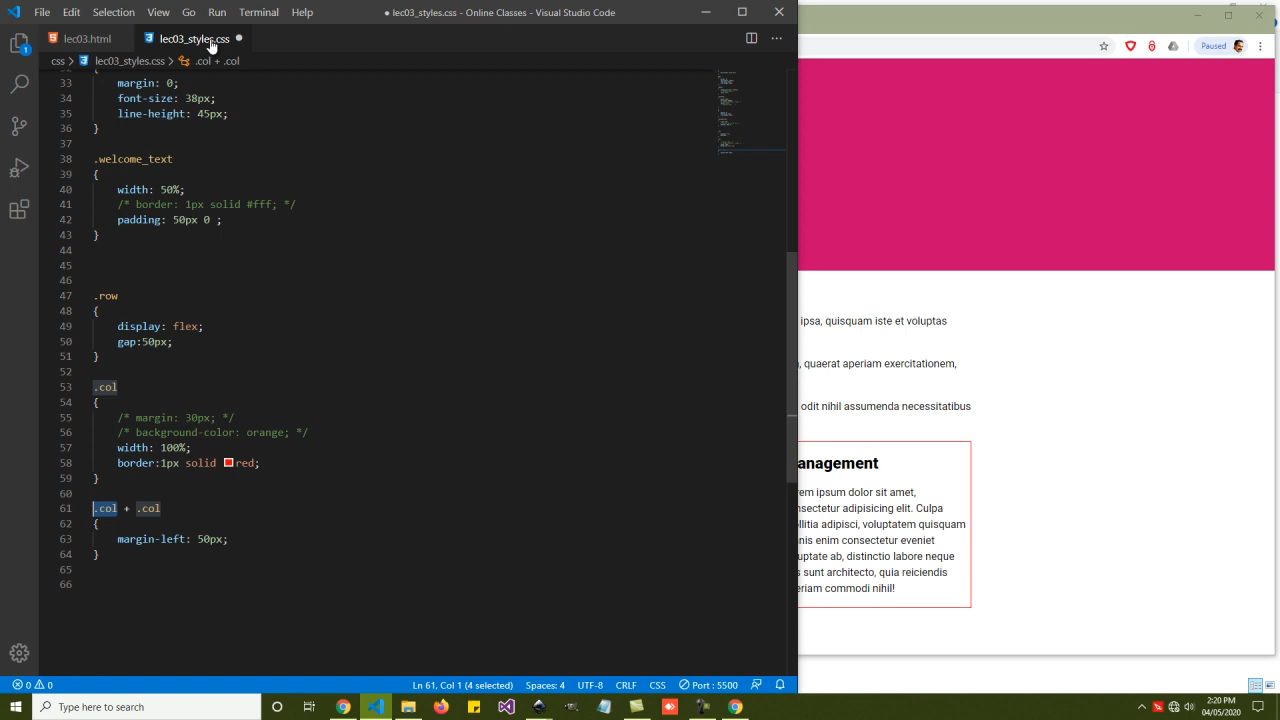 File Edit Selection View Go Run Terminal Help
● lec03_styles.css - Online Classes - Visual Studio Code
lec03.html
lec03_styles.css
css > lec03_styles.css > .col + .col
Paused
1
33 margin: 0;
34 font-size: 38px;
35 line-height: 45px;
36 }
37
38 .welcome_text
39 {
40 width: 50%;
41 /* border: 1px solid #fff; */
42 padding: 50px 0 ;
43 }
44
45
46
47 .row
48 {
49 display: flex;
50 gap:50px;
51 }
52
53 .col
54 {
55 /* margin: 30px; */
56 /* background-color: orange; */
57 width: 100%;
58 border:1px solid red;
59 }
60
61 .col + .col
62 {
63 margin-left: 50px;
64 }
65
66
ipsa, quisquam iste et voluptas
quaerat aperiam exercitationem,
odit nihil assumenda necessitatibus
anagement
em ipsum dolor sit amet,
nsectetur adipisicing elit. Culpa
llitia adipisci, voluptatem quisquam
nis enim consectetur eveniet
uptate ab, distinctio labore neque
s sunt architecto, quia reiciendis
eriam commodi nihil!
0 0
Ln 61, Col 1 (4 selected)
Spaces: 4
UTF-8
CRLF
CSS
Port : 5500
Type here to search
2:20 PM
04/05/2020